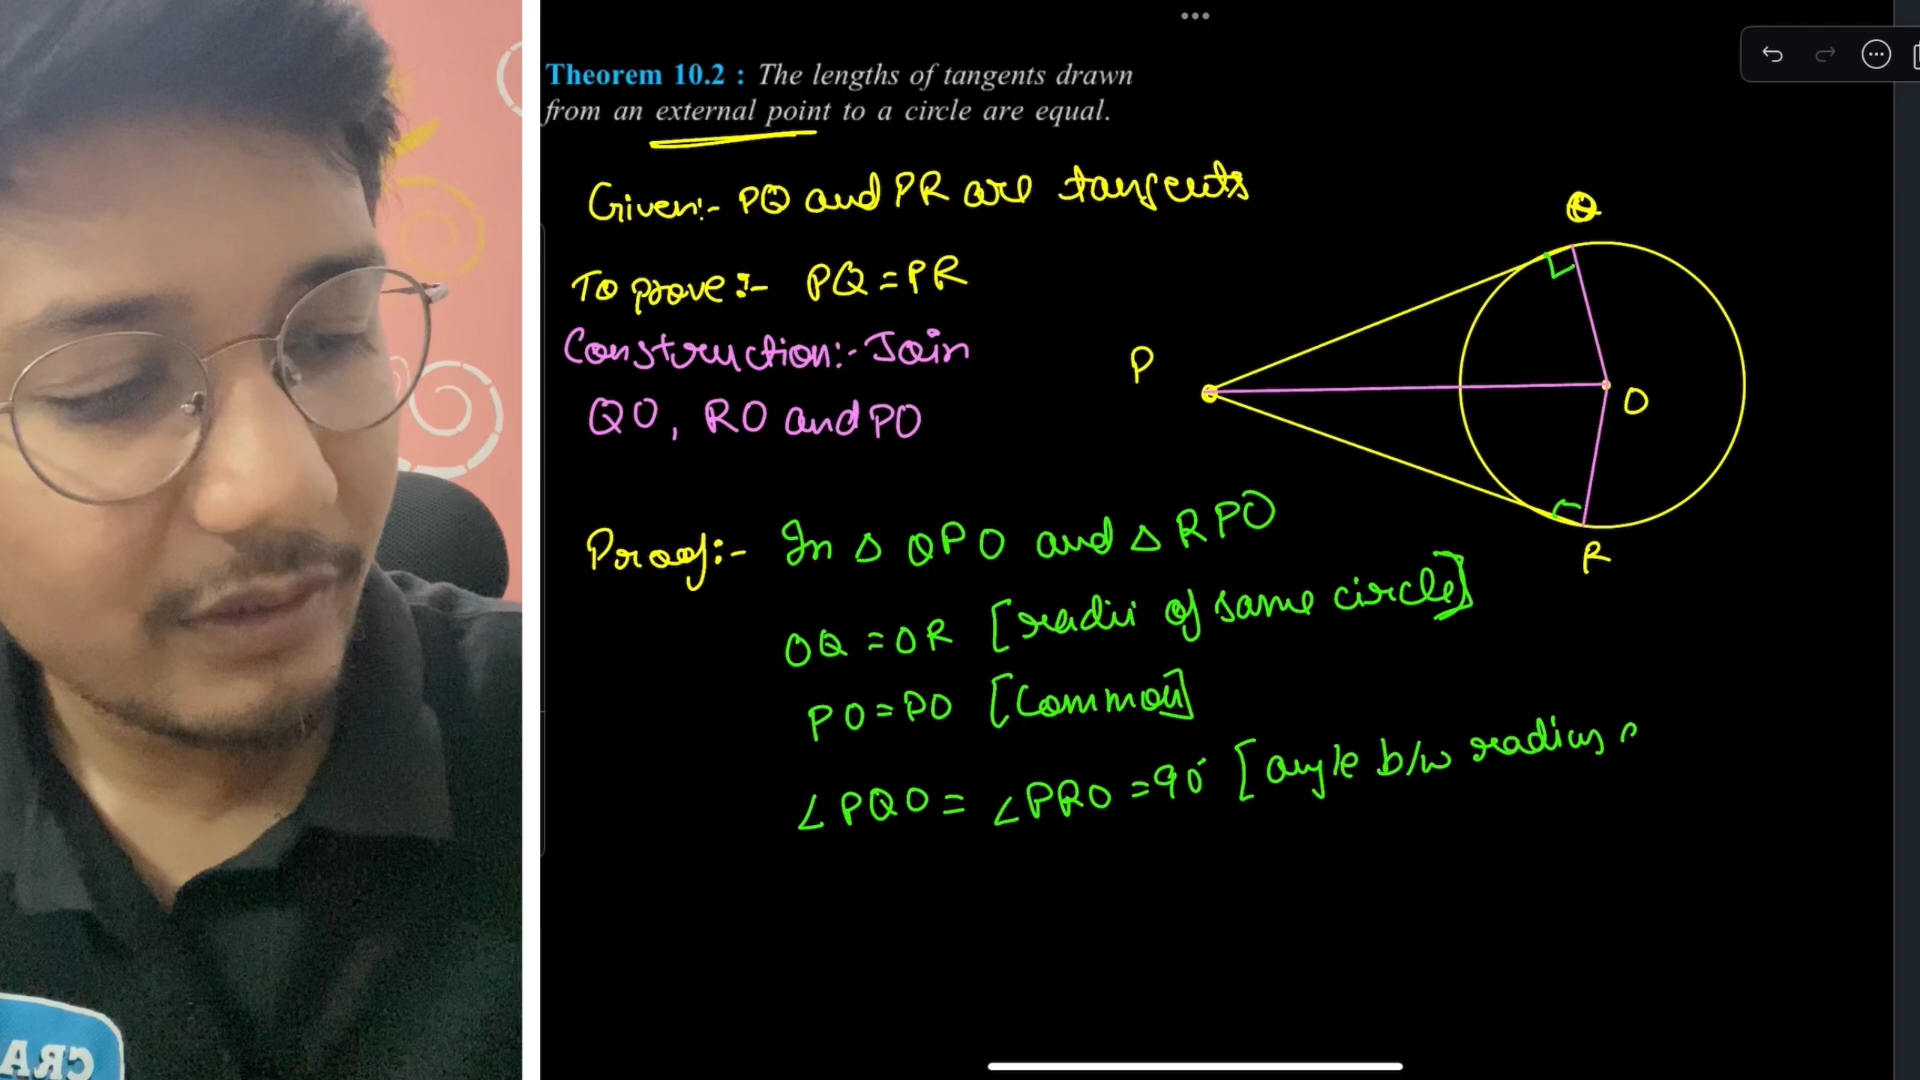 Theorem 10.2 : The lengths of tangents drawn
from an external point to a circle are equal.
Given:- PQ and PR are tangents
To prove :- PQ = PR
Construction:- Join
QO, RO and PO
Q
P
O
R
Proof:- In △ QPO and △ RPO
OQ = OR [radii of same circle]
PO = PO [Common]
∠PQO = ∠PRO = 90° [angle b/w radius
CRA